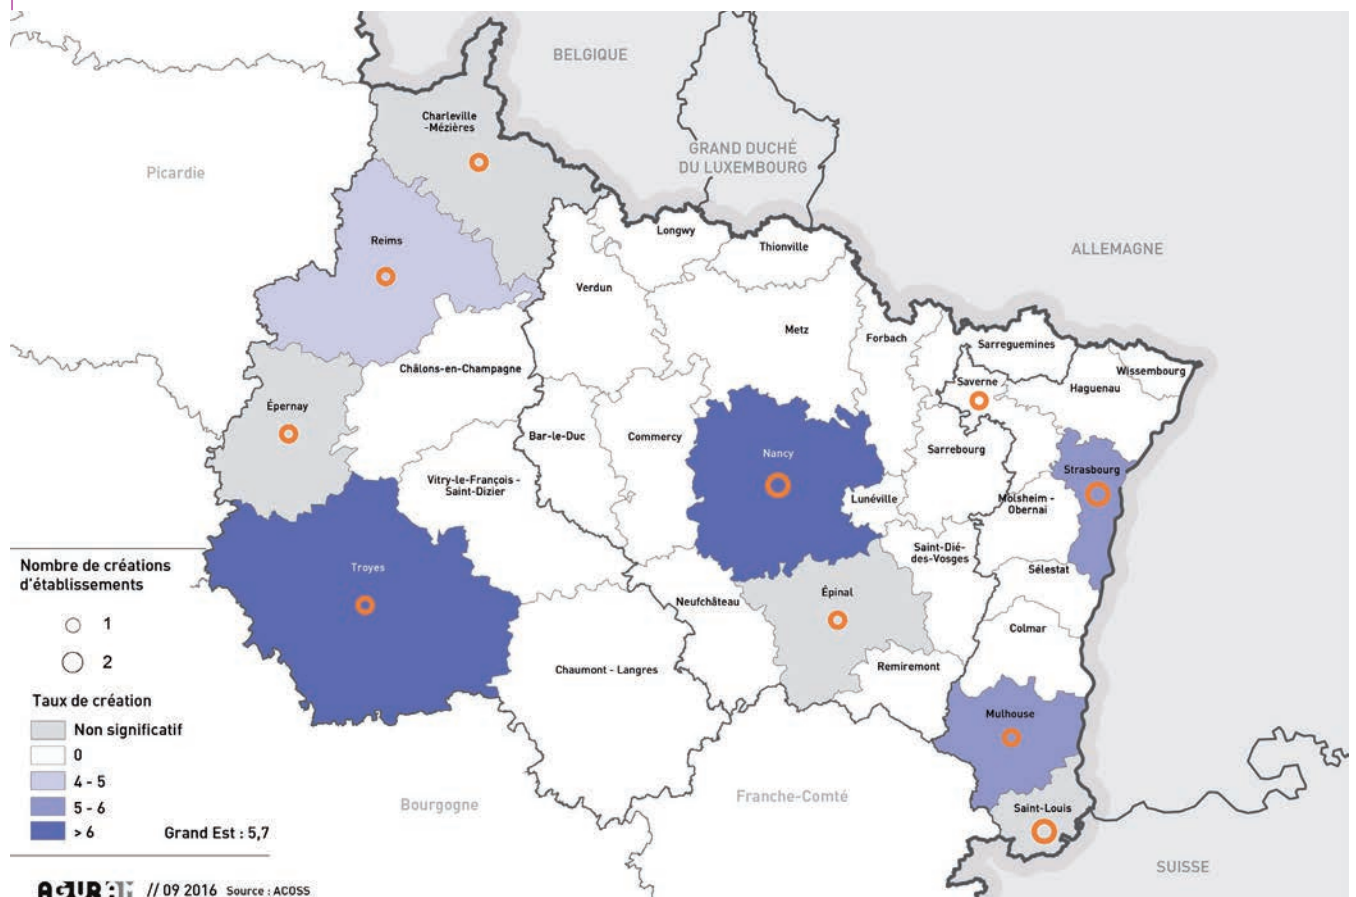 BELGIQUE
Charleville
-Mézières
GRAND DUCHÉ
DU LUXEMBOURG
Picardie
Longwy
Reims
Thionville
ALLEMAGNE
Verdun
Metz
Forbach
Sarreguemines
Châlons-en-Champagne
Wissembourg
Saverne
Haguenau
Épernay
Bar-le-Duc
Commercy
Nancy
Sarrebourg
Strasbourg
Vitry-le-François -
Saint-Dizier
Lunéville
Molsheim -
Obernai
Saint-Dié-
des-Vosges
Troyes
Sélestat
Neufchâteau
Épinal
Colmar
Chaumont - Langres
Remiremont
Mulhouse
Bourgogne
Franche-Comté
Saint-Louis
SUISSE
Nombre de créations
d'établissements
1
2
Taux de création
Non significatif
0
4 - 5
5 - 6
> 6
Grand Est : 5,7
// 09 2016 Source : ACOSS